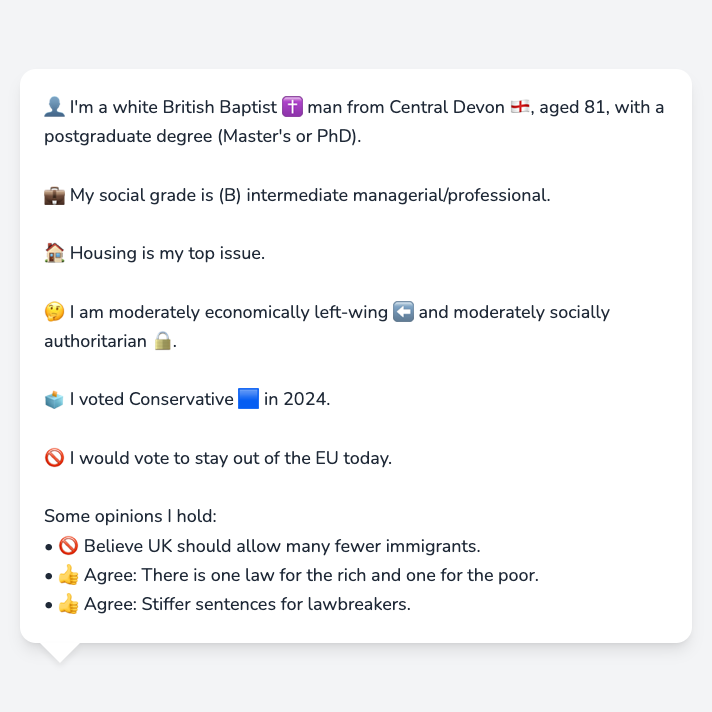 👤 I'm a white British Baptist ✝️ man from Central Devon 🏴󠁧󠁢󠁥󠁮󠁧󠁿, aged 81, with a
postgraduate degree (Master's or PhD).
💼 My social grade is (B) intermediate managerial/professional.
🏠 Housing is my top issue.
🤔 I am moderately economically left-wing ⬅️ and moderately socially
authoritarian 🔒.
🗳️ I voted Conservative 🟦 in 2024.
🚫 I would vote to stay out of the EU today.
Some opinions I hold:
• 🚫 Believe UK should allow many fewer immigrants.
• 👍 Agree: There is one law for the rich and one for the poor.
• 👍 Agree: Stiffer sentences for lawbreakers.